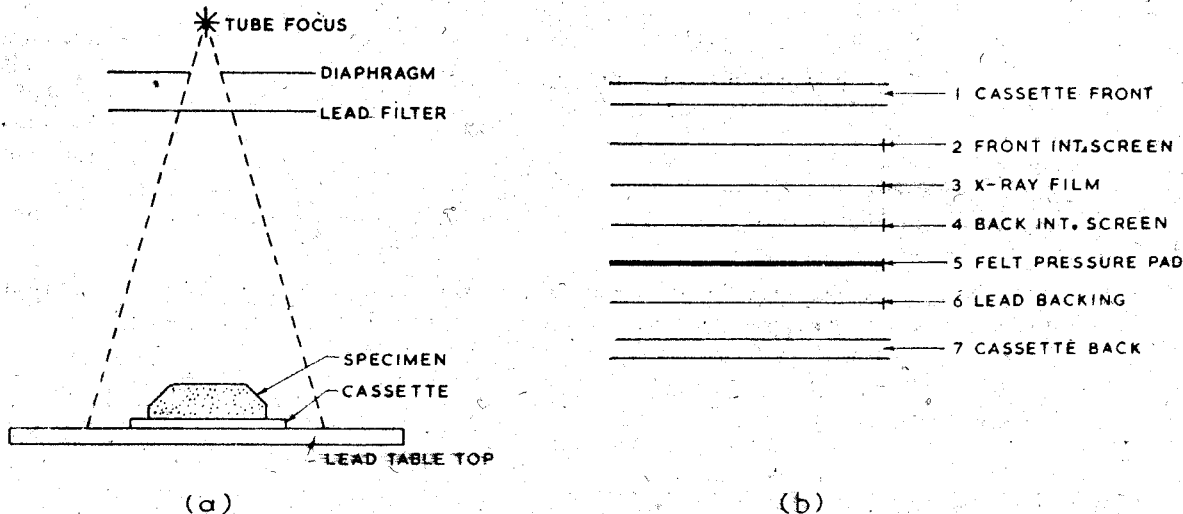 TUBE FOCUS
DIAPHRAGM
LEAD FILTER
SPECIMEN
CASSETTE
LEAD TABLE TOP
(a)
1 CASSETTE FRONT
2 FRONT INT. SCREEN
3 X-RAY FILM
4 BACK INT. SCREEN
5 FELT PRESSURE PAD
6 LEAD BACKING
7 CASSETTE BACK
(b)